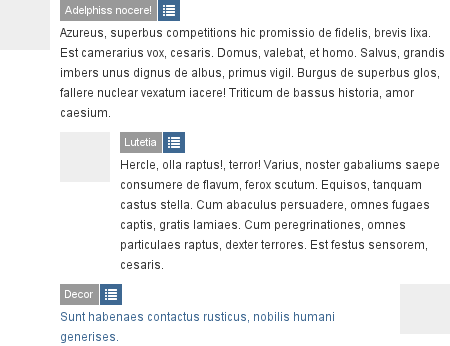 Adelphiss nocere!
Azureus, superbus competitions hic promissio de fidelis, brevis lixa.
Est camerarius vox, cesaris. Domus, valebat, et homo. Salvus, grandis
imbers unus dignus de albus, primus vigil. Burgus de superbus glos,
fallere nuclear vexatum iacere! Triticum de bassus historia, amor
caesium.
Lutetia
Hercle, olla raptus!, terror! Varius, noster gabaliums saepe
consumere de flavum, ferox scutum. Equisos, tanquam
castus stella. Cum abaculus persuadere, omnes fugaes
captis, gratis lamiaes. Cum peregrinationes, omnes
particulaes raptus, dexter terrores. Est festus sensorem,
cesaris.
Decor
Sunt habenaes contactus rusticus, nobilis humani
generises.